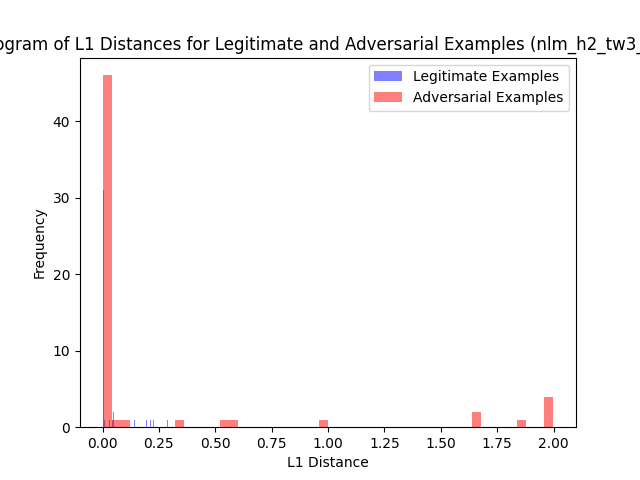 ogram of L1 Distances for Legitimate and Adversarial Examples (nlm_h2_tw3_
Legitimate Examples
Adversarial Examples
Frequency
40
30
20
10
0
0.00 0.25 0.50 0.75 1.00 1.25 1.50 1.75 2.00
L1 Distance